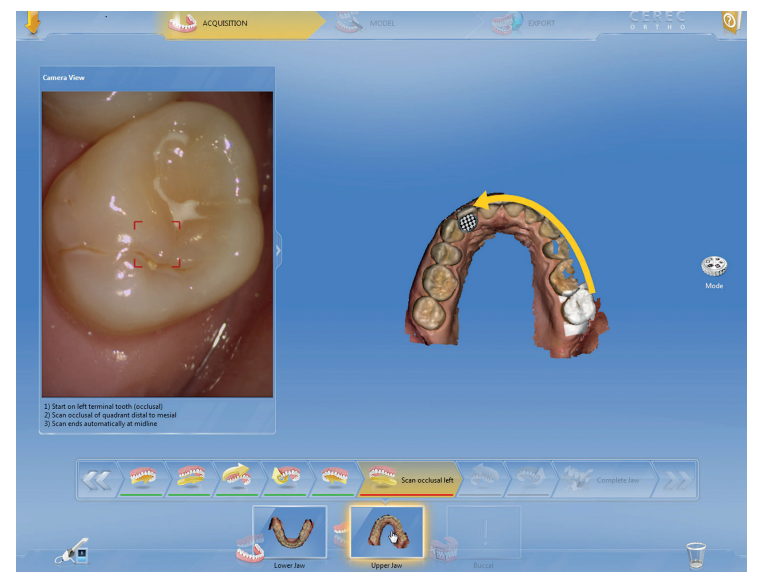 ACQUISITION
MODEL
EXPORT
CEREC
ORTHO
Camera View
Mode
1) Start on left terminal tooth (occlusal)
2) Scan occlusal of quadrant distal to mesial
3) Scan ends automatically at midline
Scan occlusal left
Complete Jaw
Lower Jaw
Upper Jaw
Buccal